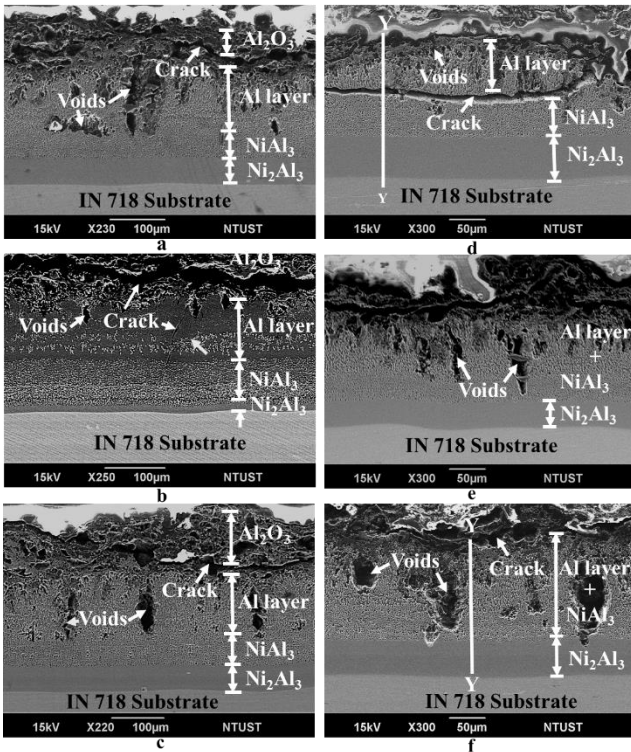 Al₂O₃
Crack
Voids
Al layer
NiAl₃
Ni₂Al₃
IN 718 Substrate
15kV X230 100µm NTUST
a
Al₂O₃
Voids
Crack
Al layer
NiAl₃
Ni₂Al₃
IN 718 Substrate
15kV X250 100µm NTUST
b
Al₂O₃
Crack
Voids
Al layer
NiAl₃
Ni₂Al₃
IN 718 Substrate
15kV X220 100µm NTUST
c
Y
Voids
Al layer
Crack
NiAl₃
Ni₂Al₃
Y
IN 718 Substrate
15kV X300 50µm NTUST
d
Al layer
+
NiAl₃
Voids
Ni₂Al₃
IN 718 Substrate
15kV X300 50µm NTUST
e
Y
Crack
Voids
Al layer
+
NiAl₃
Ni₂Al₃
Y
IN 718 Substrate
15kV X300 50µm NTUST
f